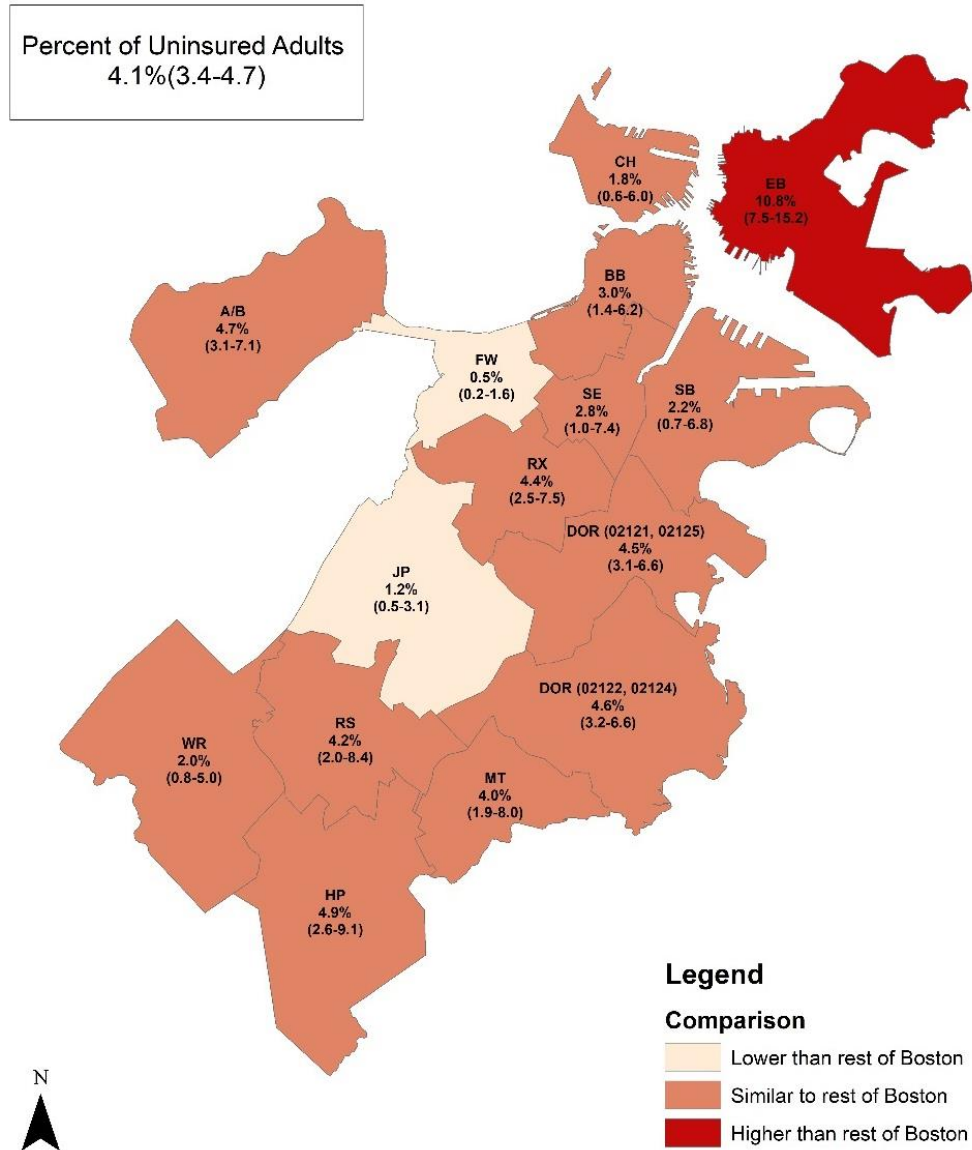 Percent of Uninsured Adults
4.1%(3.4-4.7)
CH
1.8%
(0.6-6.0)
EB
10.8%
(7.5-15.2)
BB
3.0%
(1.4-6.2)
A/B
4.7%
(3.1-7.1)
FW
0.5%
(0.2-1.6)
SE
2.8%
(1.0-7.4)
SB
2.2%
(0.7-6.8)
RX
4.4%
(2.5-7.5)
DOR (02121, 02125)
4.5%
(3.1-6.6)
JP
1.2%
(0.5-3.1)
DOR (02122, 02124)
4.6%
(3.2-6.6)
RS
4.2%
(2.0-8.4)
WR
2.0%
(0.8-5.0)
MT
4.0%
(1.9-8.0)
HP
4.9%
(2.6-9.1)
Legend
Comparison
Lower than rest of Boston
Similar to rest of Boston
Higher than rest of Boston
N